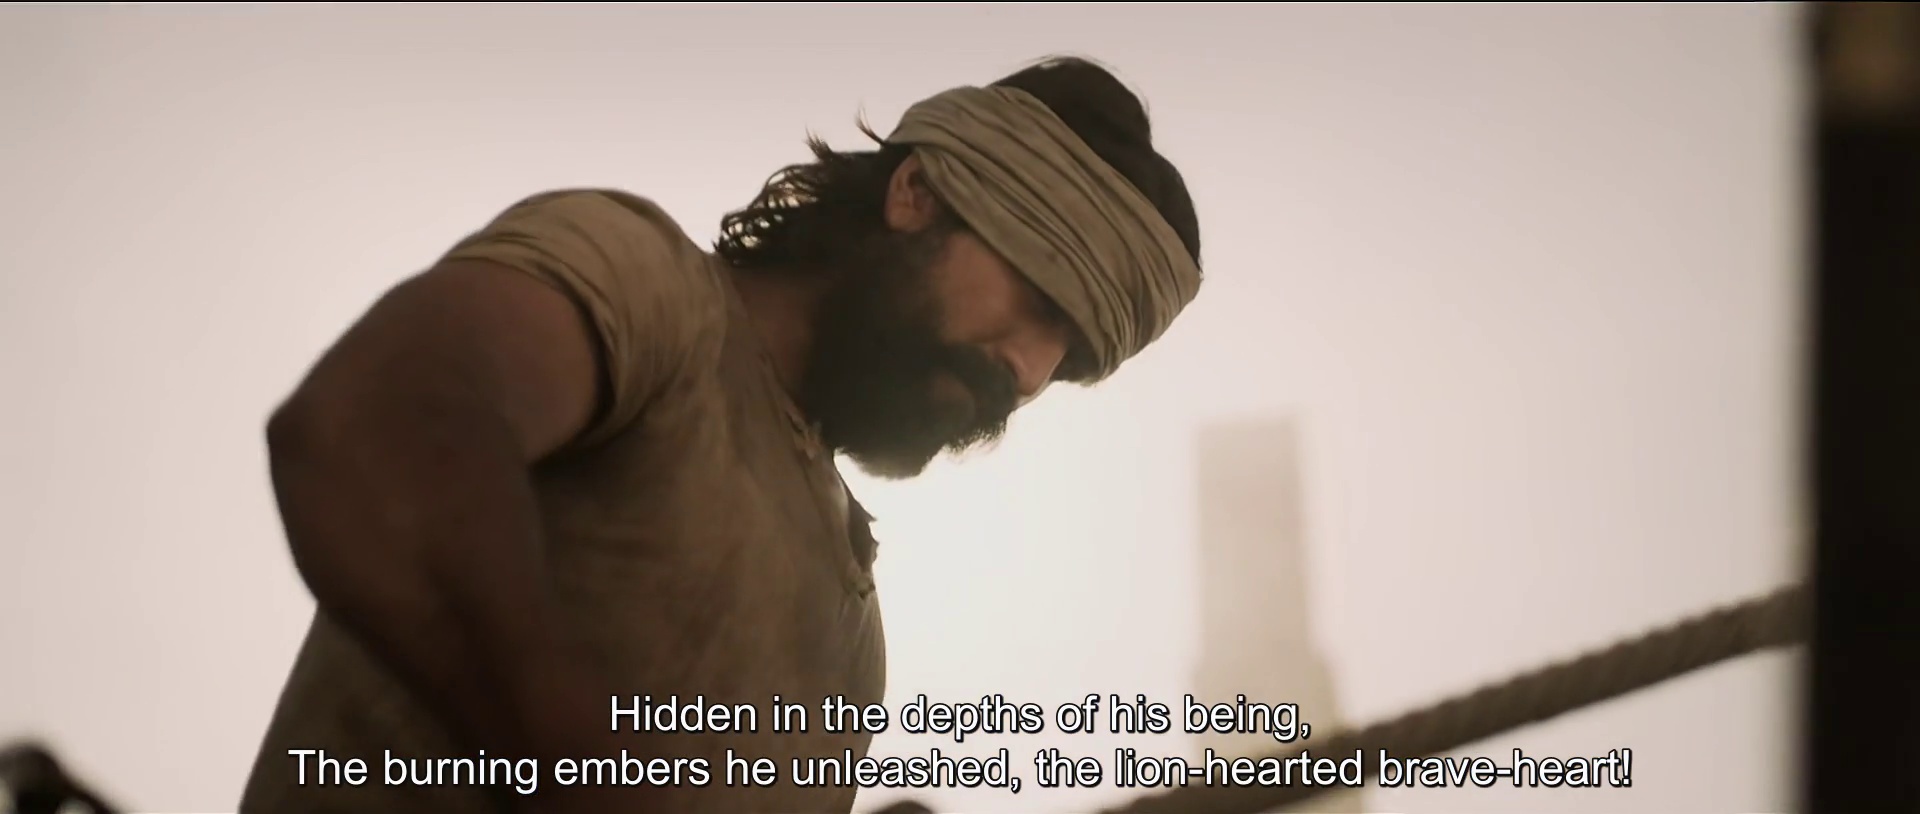 Hidden in the depths of his being,
The burning embers he unleashed, the lion-hearted brave-heart!